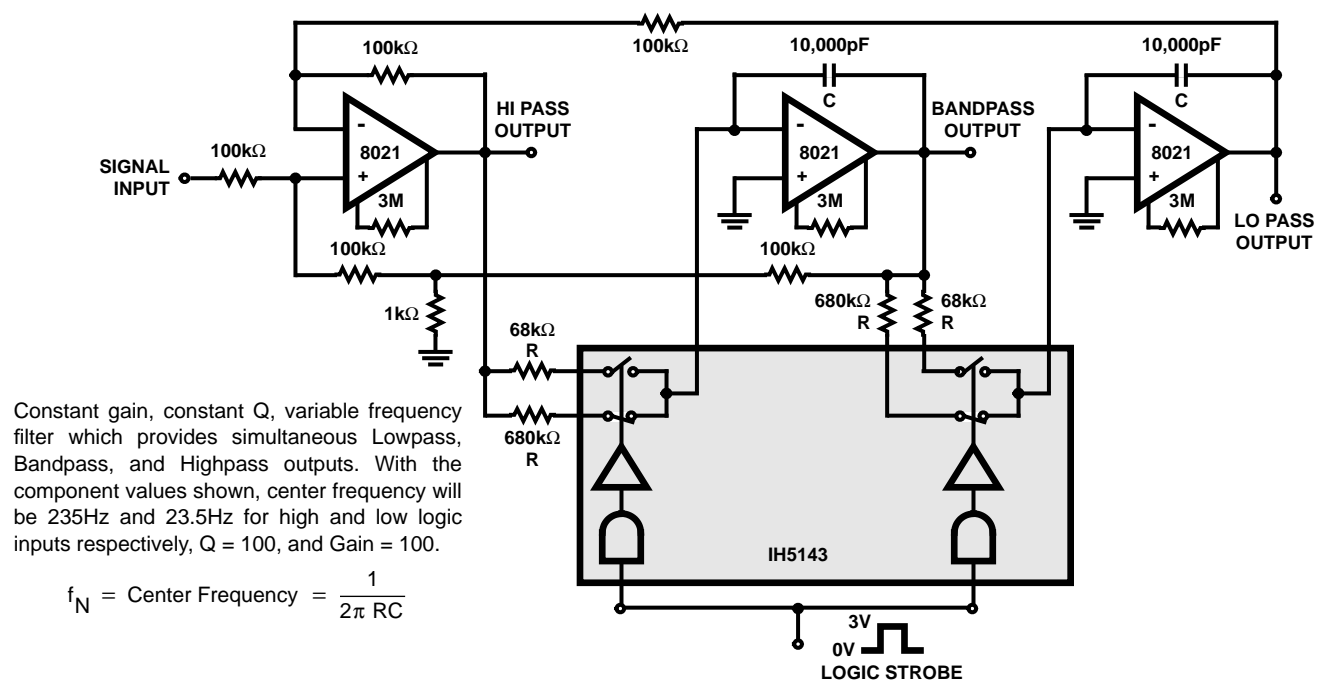 100kΩ
10,000pF
10,000pF
100kΩ
C
C
HI PASS
OUTPUT
BANDPASS
OUTPUT
-
8021
+
3M
-
8021
+
3M
-
8021
+
3M
100kΩ
SIGNAL
INPUT
LO PASS
OUTPUT
100kΩ
100kΩ
1kΩ
680kΩ
R
68kΩ
R
68kΩ
R
680kΩ
R
Constant gain, constant Q, variable frequency
filter which provides simultaneous Lowpass,
Bandpass, and Highpass outputs. With the
component values shown, center frequency will
be 235Hz and 23.5Hz for high and low logic
inputs respectively, Q = 100, and Gain = 100.
f_N = Center Frequency = 1 / 2π RC
IH5143
3V
0V
LOGIC STROBE